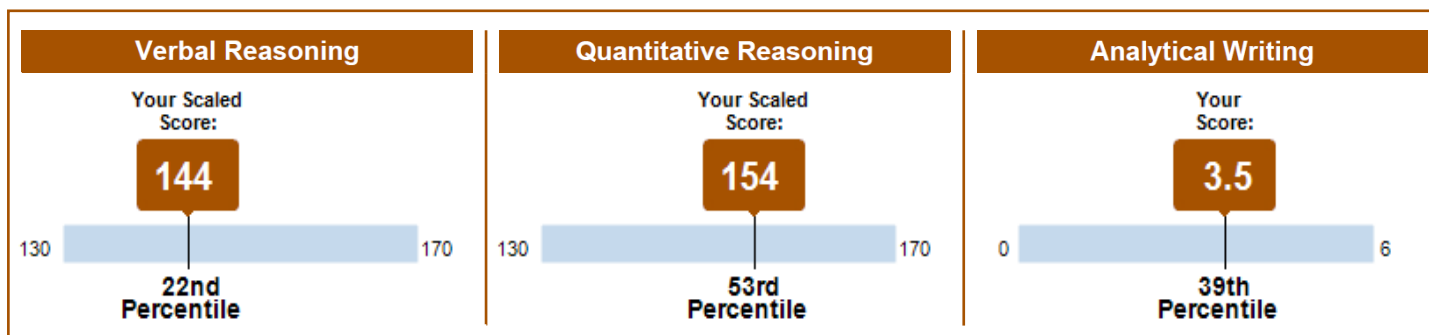 Verbal Reasoning
Your Scaled
Score:
144
130
170
22nd
Percentile
Quantitative Reasoning
Your Scaled
Score:
154
130
170
53rd
Percentile
Analytical Writing
Your
Score:
3.5
0
6
39th
Percentile